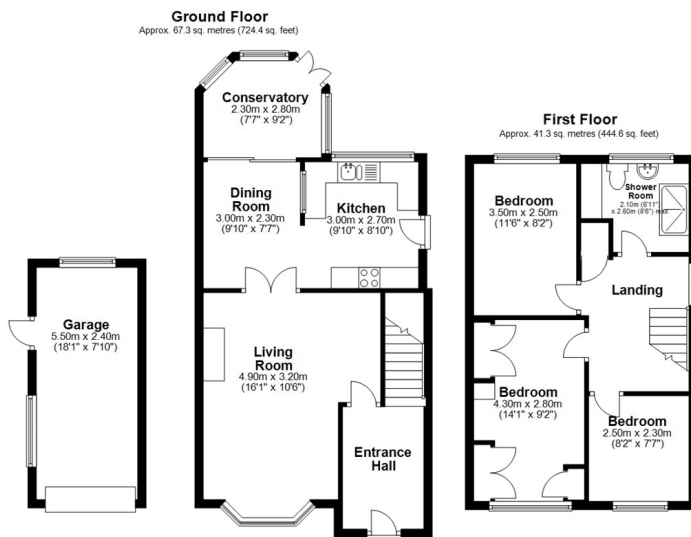 Ground Floor
Approx. 67.3 sq. metres (724.4 sq. feet)
Conservatory
2.30m x 2.80m
(7'7" x 9'2")
Dining
Room
3.00m x 2.30m
(9'10" x 7'7")
Kitchen
3.00m x 2.70m
(9'10" x 8'10")
Garage
5.50m x 2.40m
(18'1" x 7'10")
Living
Room
4.90m x 3.20m
(16'1" x 10'6")
Entrance
Hall
First Floor
Approx. 41.3 sq. metres (444.6 sq. feet)
Bedroom
3.50m x 2.50m
(11'6" x 8'2")
Shower
Room
2.10m (6'11")
x 2.60m (8'6") max
Landing
Bedroom
4.30m x 2.80m
(14'1" x 9'2")
Bedroom
2.50m x 2.30m
(8'2" x 7'7")